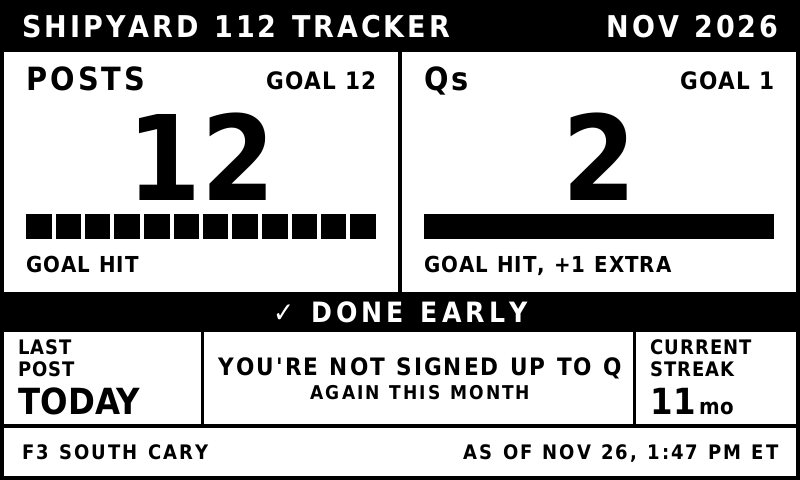 SHIPYARD 112 TRACKER NOV 2026
POSTS GOAL 12
12
GOAL HIT
Qs GOAL 1
2
GOAL HIT, +1 EXTRA
✓ DONE EARLY
LAST
POST
TODAY
YOU'RE NOT SIGNED UP TO Q
AGAIN THIS MONTH
CURRENT
STREAK
11 mo
F3 SOUTH CARY AS OF NOV 26, 1:47 PM ET